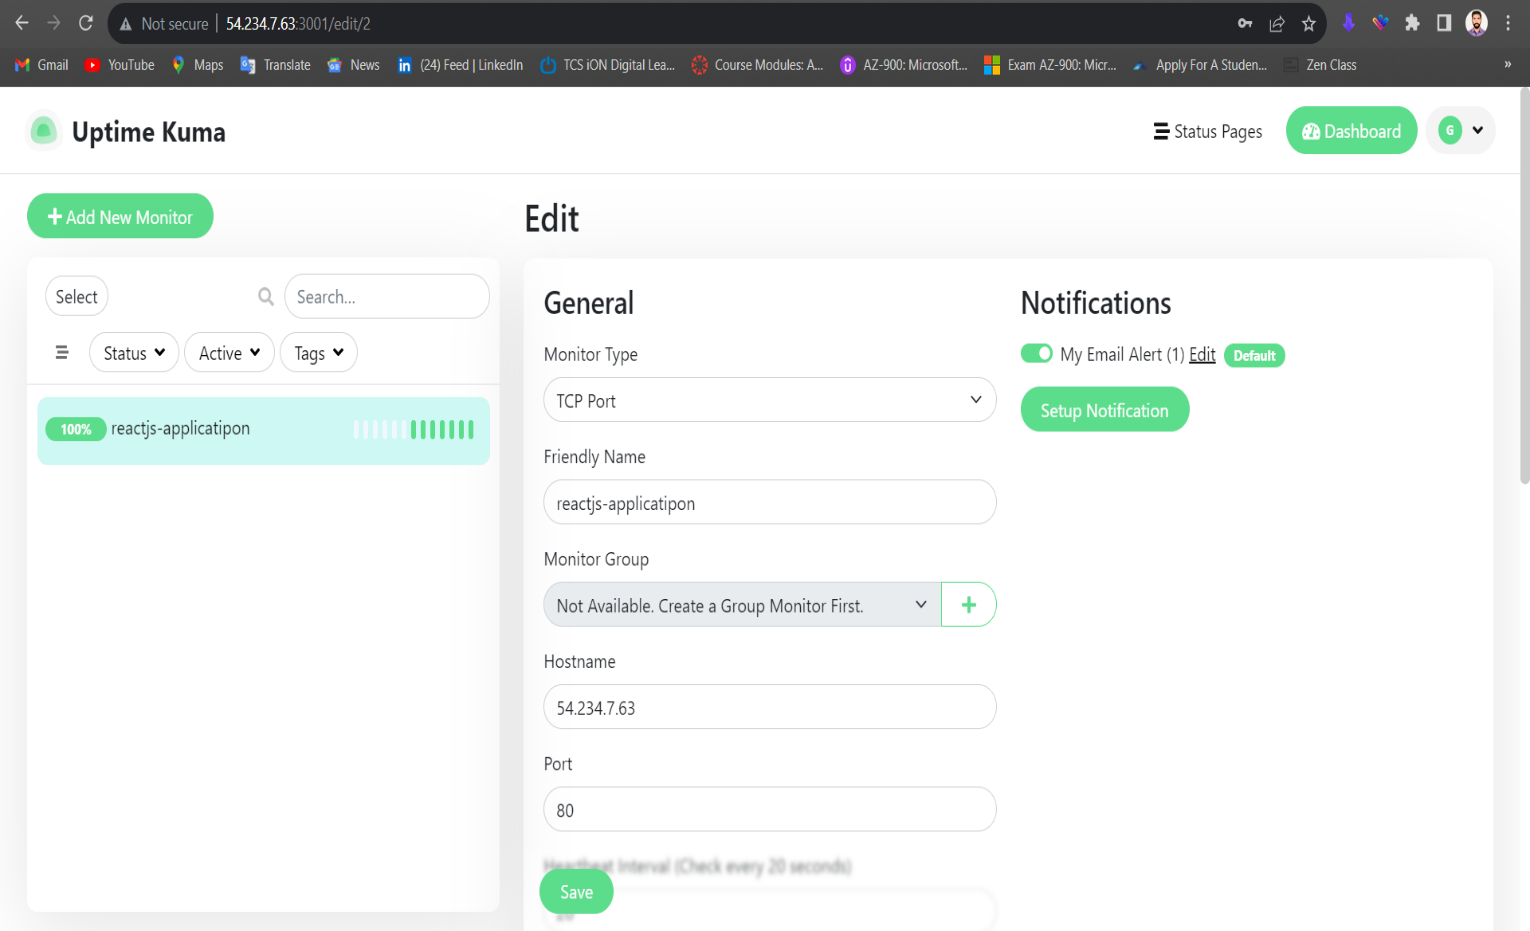 Not secure 54.234.7.63:3001/edit/2
Gmail YouTube Maps Translate News (24) Feed | LinkedIn TCS iON Digital Lea... Course Modules: A... AZ-900: Microsoft... Exam AZ-900: Micr... Apply For A Studen... Zen Class »
Uptime Kuma
Status Pages Dashboard G
Add New Monitor
Edit
Select Search...
Status Active Tags
100% reactjs-applicatipon
General
Monitor Type
TCP Port
Friendly Name
reactjs-applicatipon
Monitor Group
Not Available. Create a Group Monitor First.
Hostname
54.234.7.63
Port
80
Heartbeat Interval (Check every 20 seconds)
Save
Notifications
My Email Alert (1) Edit Default
Setup Notification